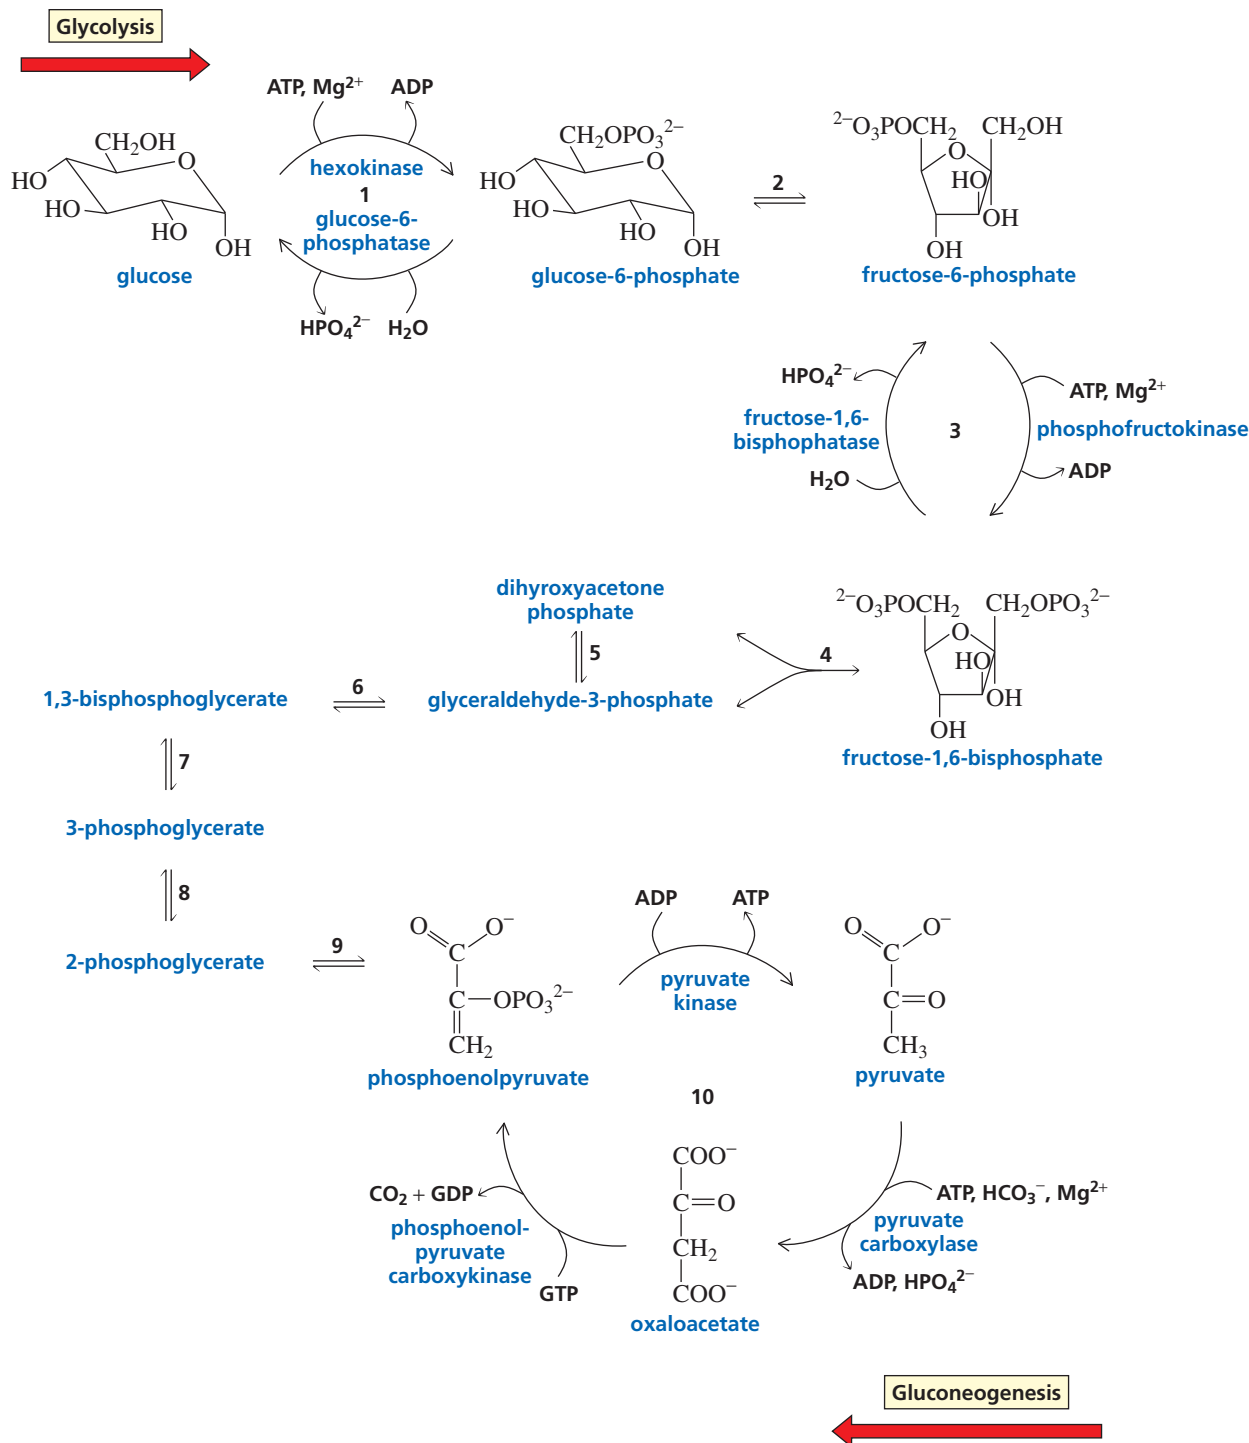 Glycolysis
ATP, Mg²⁺
ADP
CH₂OH
O
HO
HO
HO
OH
glucose
hexokinase
1
glucose-6-
phosphatase
HPO₄²⁻
H₂O
CH₂OPO₃²⁻
O
HO
HO
HO
OH
glucose-6-phosphate
2
²⁻O₃POCH₂
CH₂OH
O
HO
OH
OH
fructose-6-phosphate
HPO₄²⁻
fructose-1,6-
bisphophatase
H₂O
3
ATP, Mg²⁺
phosphofructokinase
ADP
²⁻O₃POCH₂
CH₂OPO₃²⁻
O
HO
OH
OH
fructose-1,6-bisphosphate
4
dihyroxyacetone
phosphate
5
glyceraldehyde-3-phosphate
6
1,3-bisphosphoglycerate
7
3-phosphoglycerate
8
2-phosphoglycerate
9
O
O⁻
C
C—OPO₃²⁻
CH₂
phosphoenolpyruvate
ADP
ATP
pyruvate
kinase
O
O⁻
C
C=O
CH₃
pyruvate
10
ATP, HCO₃⁻, Mg²⁺
pyruvate
carboxylase
ADP, HPO₄²⁻
COO⁻
C=O
CH₂
COO⁻
oxaloacetate
CO₂ + GDP
phosphoenol-
pyruvate
carboxykinase
GTP
Gluconeogenesis